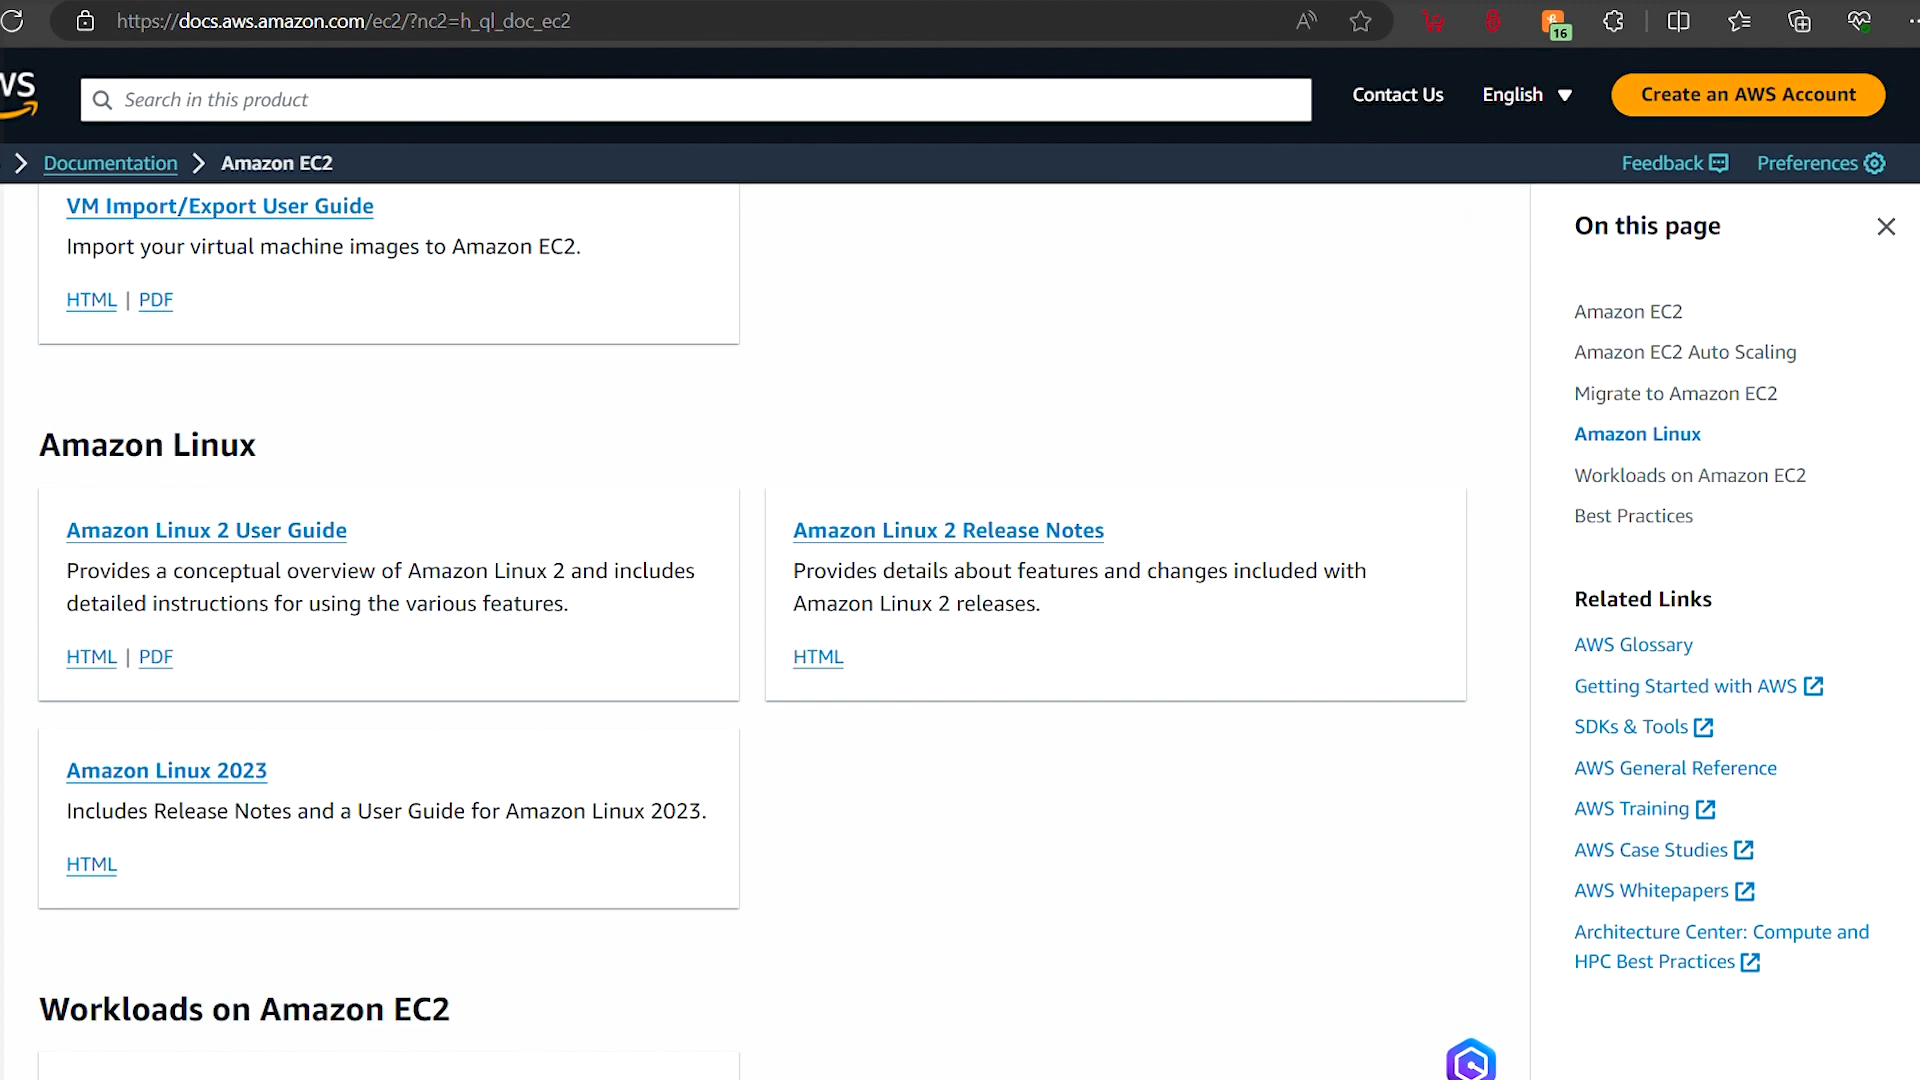 https://docs.aws.amazon.com/ec2/?nc2=h_ql_doc_ec2
16
Search in this product
Contact Us
English
Create an AWS Account
Documentation
Amazon EC2
Feedback
Preferences
VM Import/Export User Guide
Import your virtual machine images to Amazon EC2.
HTML | PDF
Amazon Linux
Amazon Linux 2 User Guide
Provides a conceptual overview of Amazon Linux 2 and includes
detailed instructions for using the various features.
HTML | PDF
Amazon Linux 2 Release Notes
Provides details about features and changes included with
Amazon Linux 2 releases.
HTML
Amazon Linux 2023
Includes Release Notes and a User Guide for Amazon Linux 2023.
HTML
Workloads on Amazon EC2
On this page
Amazon EC2
Amazon EC2 Auto Scaling
Migrate to Amazon EC2
Amazon Linux
Workloads on Amazon EC2
Best Practices
Related Links
AWS Glossary
Getting Started with AWS
SDKs & Tools
AWS General Reference
AWS Training
AWS Case Studies
AWS Whitepapers
Architecture Center: Compute and
HPC Best Practices